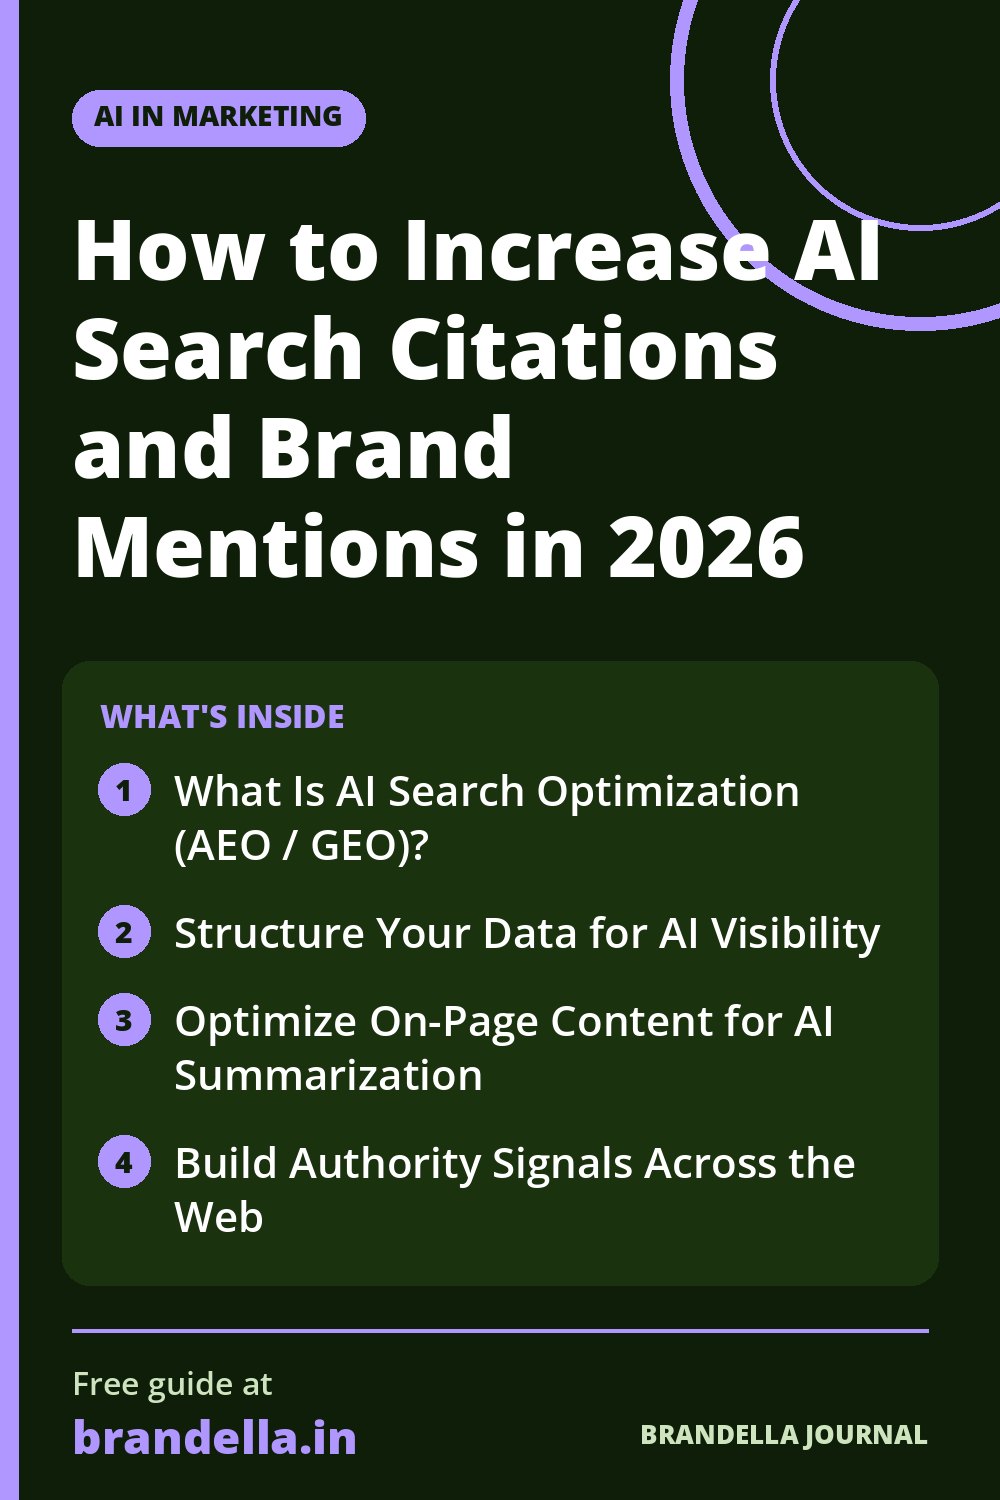 AI IN MARKETING
How to Increase AI
Search Citations
and Brand
Mentions in 2026
WHAT'S INSIDE
1 What Is AI Search Optimization
(AEO / GEO)?
2 Structure Your Data for AI Visibility
3 Optimize On-Page Content for AI
Summarization
4 Build Authority Signals Across the
Web
Free guide at
brandella.in
BRANDELLA JOURNAL